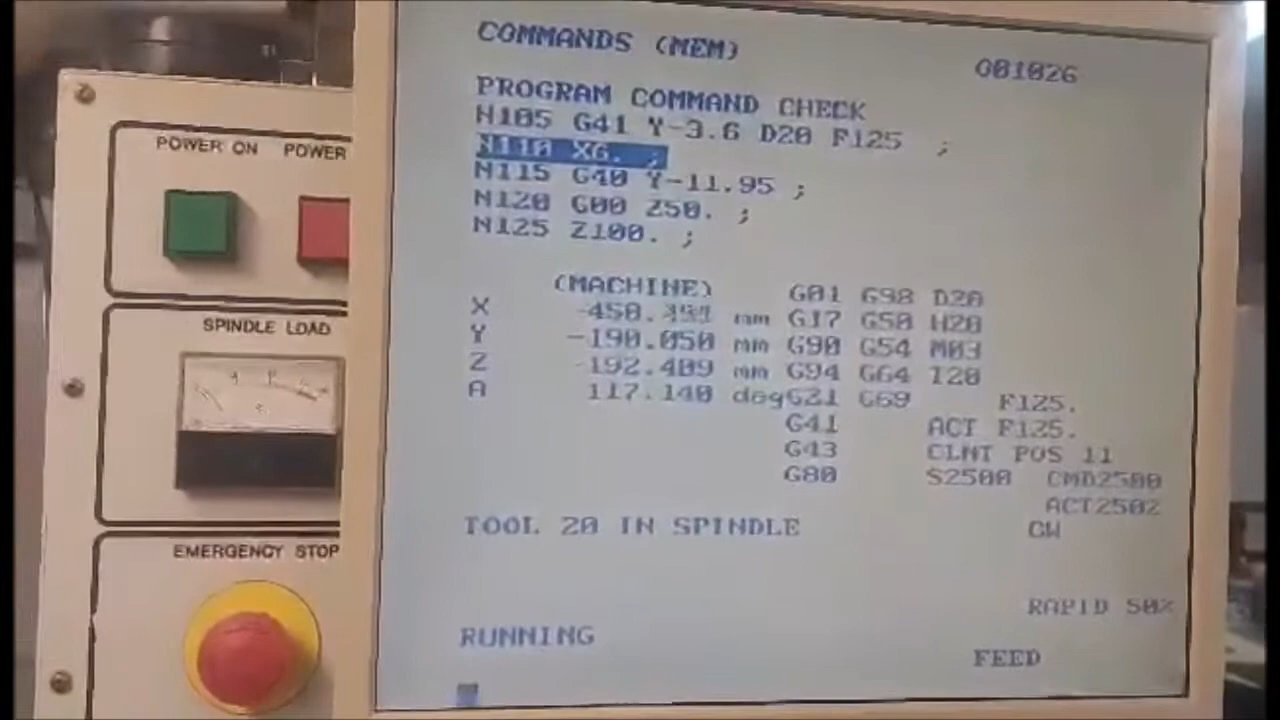 COMMANDS (MEM)
O01026
PROGRAM COMMAND CHECK
N105 G41 Y-3.6 D20 F125 ;
N110 X6. ;
N115 G40 Y-11.95 ;
N120 G00 Z50. ;
N125 Z100. ;
(MACHINE) G01 G98 D20
X mm G17 G50 H20
Y -190.050 mm G90 G54 M03
Z -192.409 mm G94 G64 T20
A 117.140 deg G21 G69 F125.
G41 ACT F125.
G43 CLNT POS 11
G80 S2500 CMD2500
ACT2502
TOOL 20 IN SPINDLE CW
RAPID 50%
RUNNING
FEED
POWER ON POWER
SPINDLE LOAD
EMERGENCY STOP